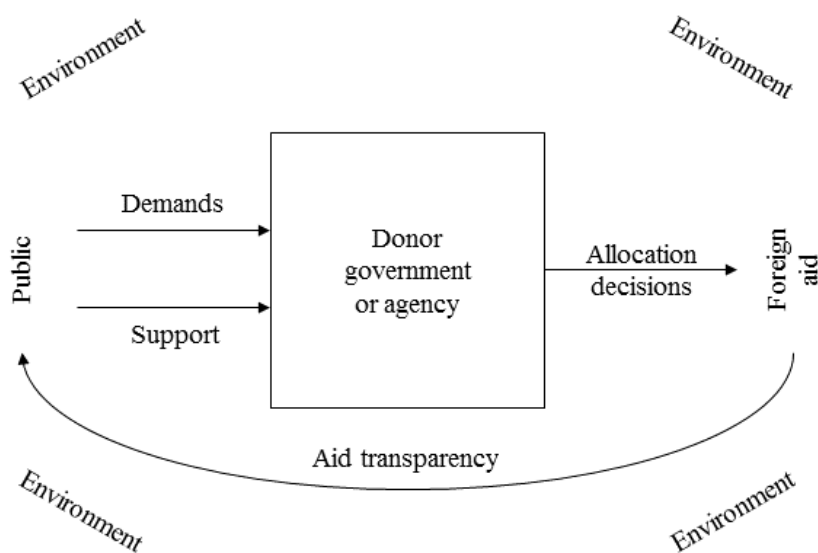 Environment
Environment
Demands
Public
Support
Donor
government
or agency
Allocation
decisions
Foreign
aid
Aid transparency
Environment
Environment